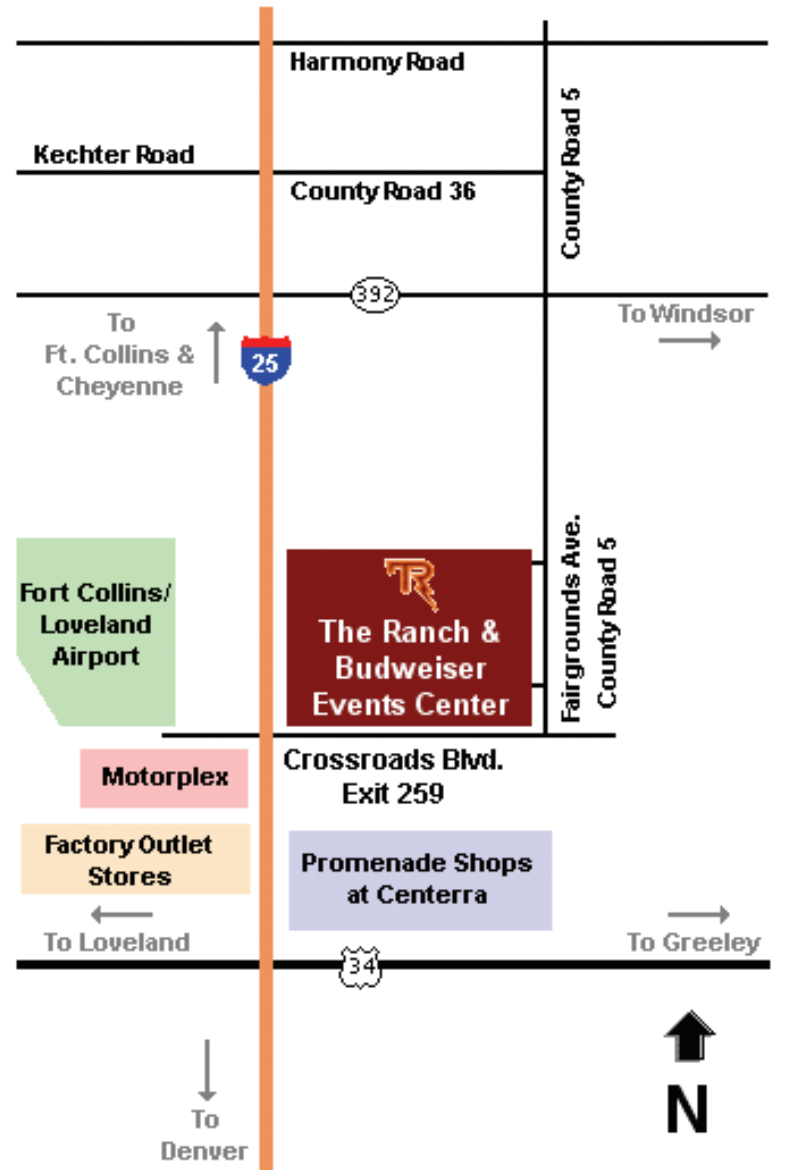 Harmony Road
County Road 5
Kechter Road
County Road 36
392
To
Ft. Collins &
Cheyenne
25
To Windsor
Fort Collins/
Loveland
Airport
TR
The Ranch &
Budweiser
Events Center
Fairgrounds Ave.
County Road 5
Motorplex
Crossroads Blvd.
Exit 259
Factory Outlet
Stores
Promenade Shops
at Centerra
To Loveland
To Greeley
34
To
Denver
N